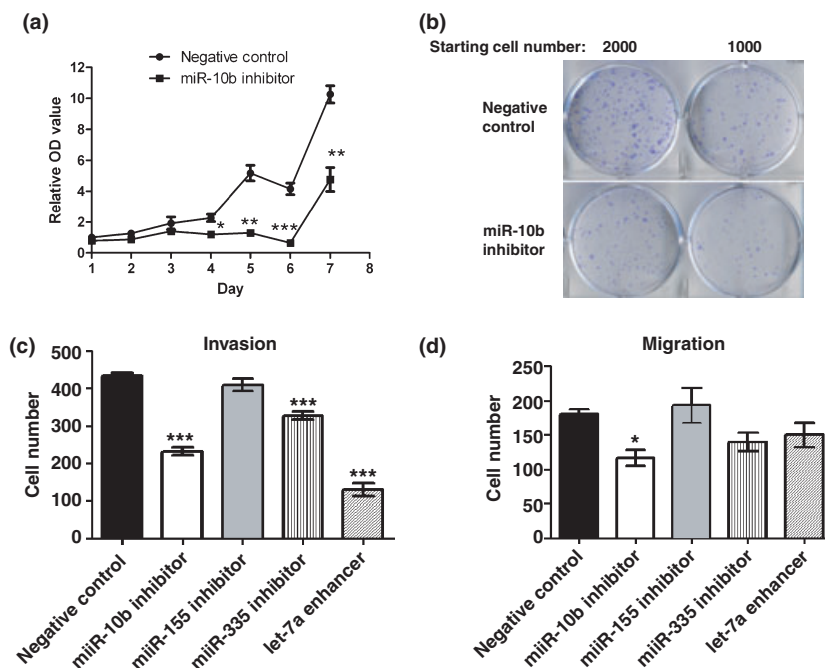 (a)
Negative control
miR-10b inhibitor
Relative OD value
12
10
8
6
4
2
0
*
**
***
**
1 2 3 4 5 6 7 8
Day
(b)
Starting cell number: 2000 1000
Negative
control
miR-10b
inhibitor
(c)
Invasion
Cell number
500
400
300
200
100
0
***
***
***
Negative control
miiR-10b inhibitor
miiR-155 inhibitor
miiR-335 inhibitor
let-7a enhancer
(d)
Migration
Cell number
250
200
150
100
50
0
*
Negative control
miiR-10b inhibitor
miiR-155 inhibitor
miiR-335 inhibitor
let-7a enhancer